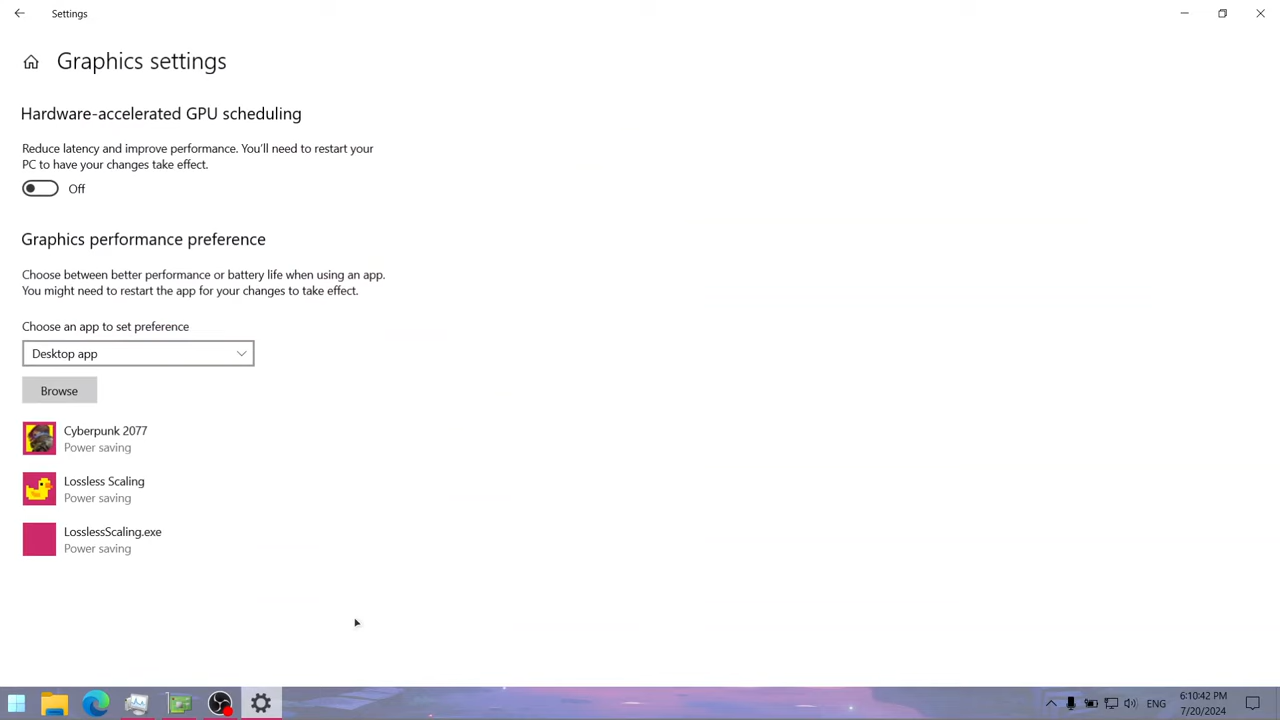 Settings
Graphics settings
Hardware-accelerated GPU scheduling
Reduce latency and improve performance. You'll need to restart your
PC to have your changes take effect.
Off
Graphics performance preference
Choose between better performance or battery life when using an app.
You might need to restart the app for your changes to take effect.
Choose an app to set preference
Desktop app
Browse
Cyberpunk 2077
Power saving
Lossless Scaling
Power saving
LosslessScaling.exe
Power saving
ENG
6:10:42 PM
7/20/2024